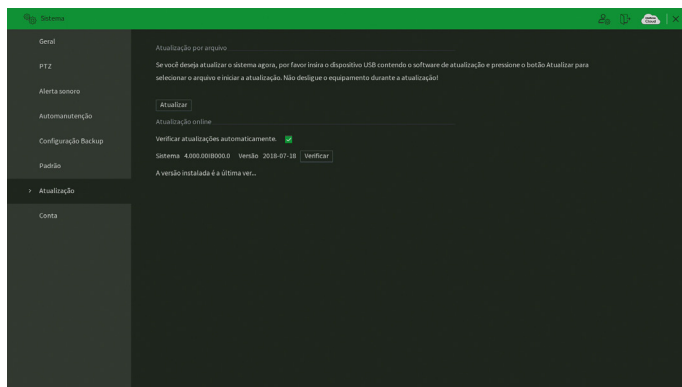 Sistema
Geral
PTZ
Alerta sonoro
Automanutenção
Configuração Backup
Padrão
Atualização
Conta
Atualização por arquivo
Se você deseja atualizar o sistema agora, por favor insira o dispositivo USB contendo o software de atualização e pressione o botão Atualizar para
selecionar o arquivo e iniciar a atualização. Não desligue o equipamento durante a atualização!
Atualizar
Atualização online
Verificar atualizações automaticamente.
Sistema 4.000.00IB000.0 Versão 2018-07-18 Verificar
A versão instalada é a última ver...